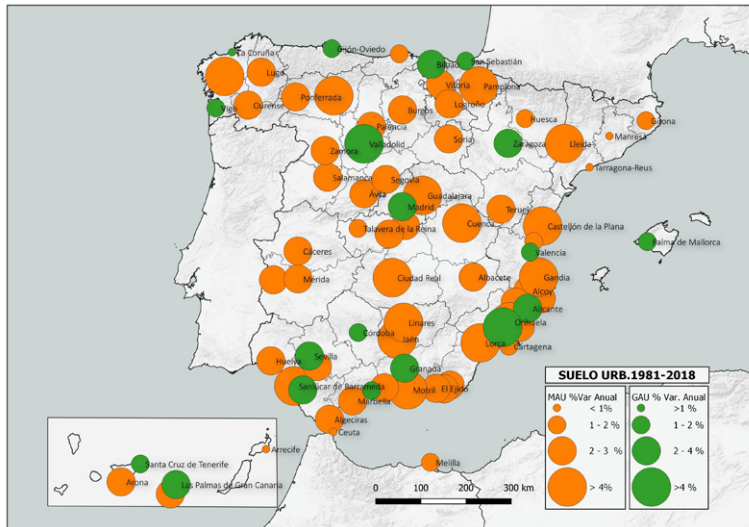 La Coruña
Gijón-Oviedo
Bilbao
San Sebastián
Lugo
Vitoria
Pamplona
Vigo
Ourense
Ponferrada
Burgos
Logroño
Palencia
Huesca
Girona
Manresa
Valladolid
Soria
Zaragoza
Lleida
Zamora
Tarragona-Reus
Salamanca
Segovia
Ávila
Guadalajara
Madrid
Teruel
Talavera de la Reina
Cuenca
Castellón de la Plana
Palma de Mallorca
Cáceres
Valencia
Mérida
Ciudad Real
Albacete
Gandia
Alcoy
Alicante
Linares
Orihuela
Córdoba
Jaén
Lorca
Cartagena
Sevilla
Huelva
Granada
Sanlúcar de Barrameda
Motril
El Ejido
Marbella
Algeciras
Ceuta
Melilla
Arrecife
Santa Cruz de Tenerife
Arona
Las Palmas de Gran Canaria
0 100 200 300 km
SUELO URB.1981-2018
MAU %Var Anual
< 1%
1 - 2 %
2 - 3 %
> 4%
GAU % Var. Anual
>1 %
1 - 2 %
2 - 4 %
>4%